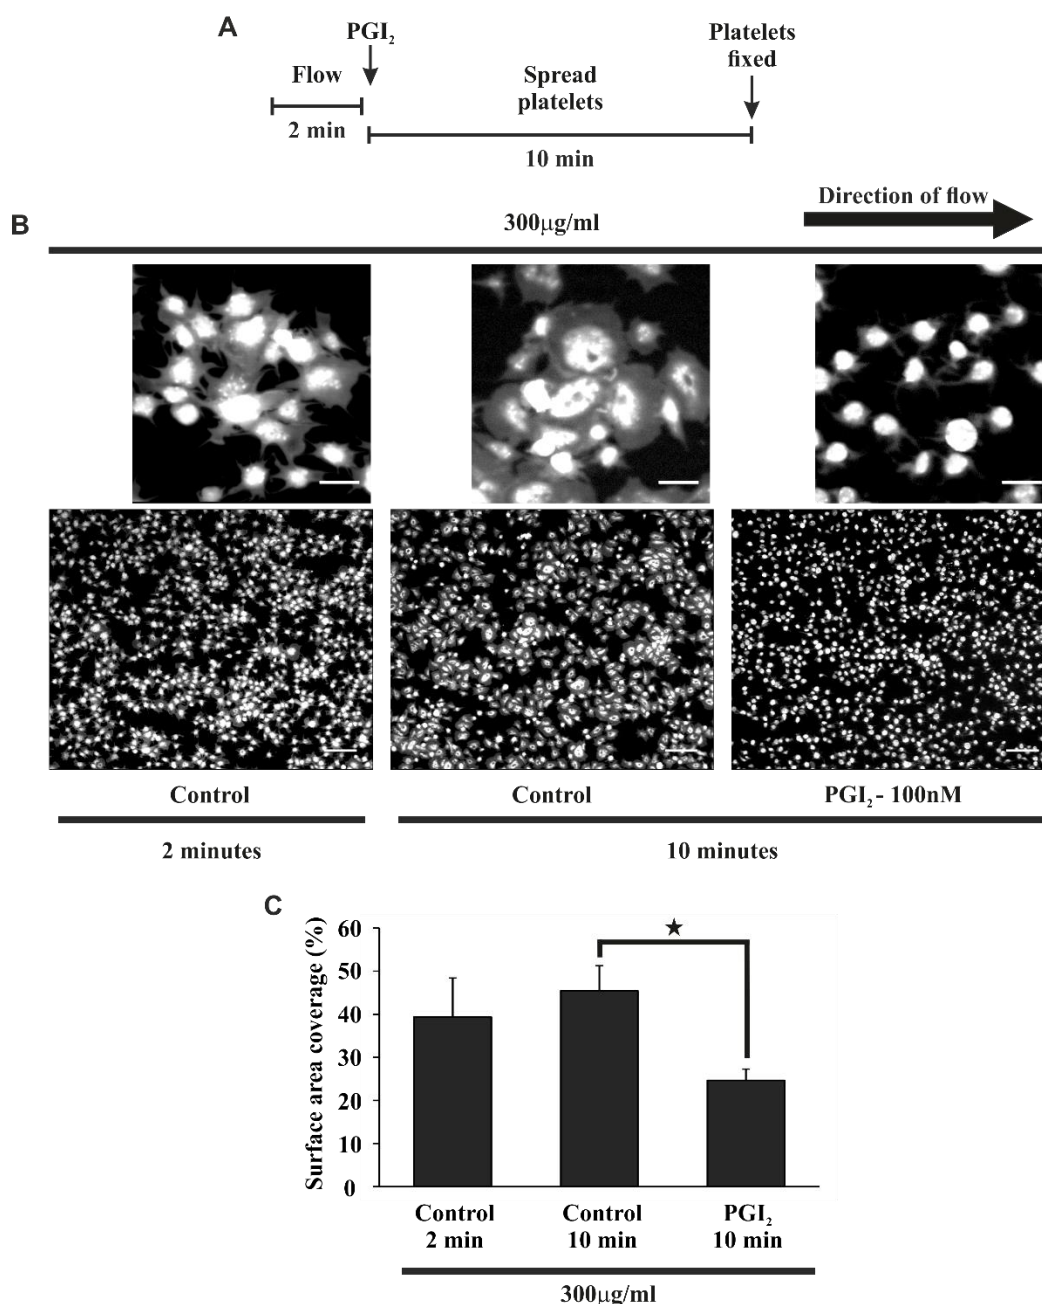 A
PGI₂
Platelets
fixed
Flow
Spread
platelets
2 min
10 min
Direction of flow
B
300μg/ml
Control
Control
PGI₂ - 100nM
2 minutes
10 minutes
C
Surface area coverage (%)
60
50
40
30
20
10
0
★
Control
2 min
Control
10 min
PGI₂
10 min
300μg/ml